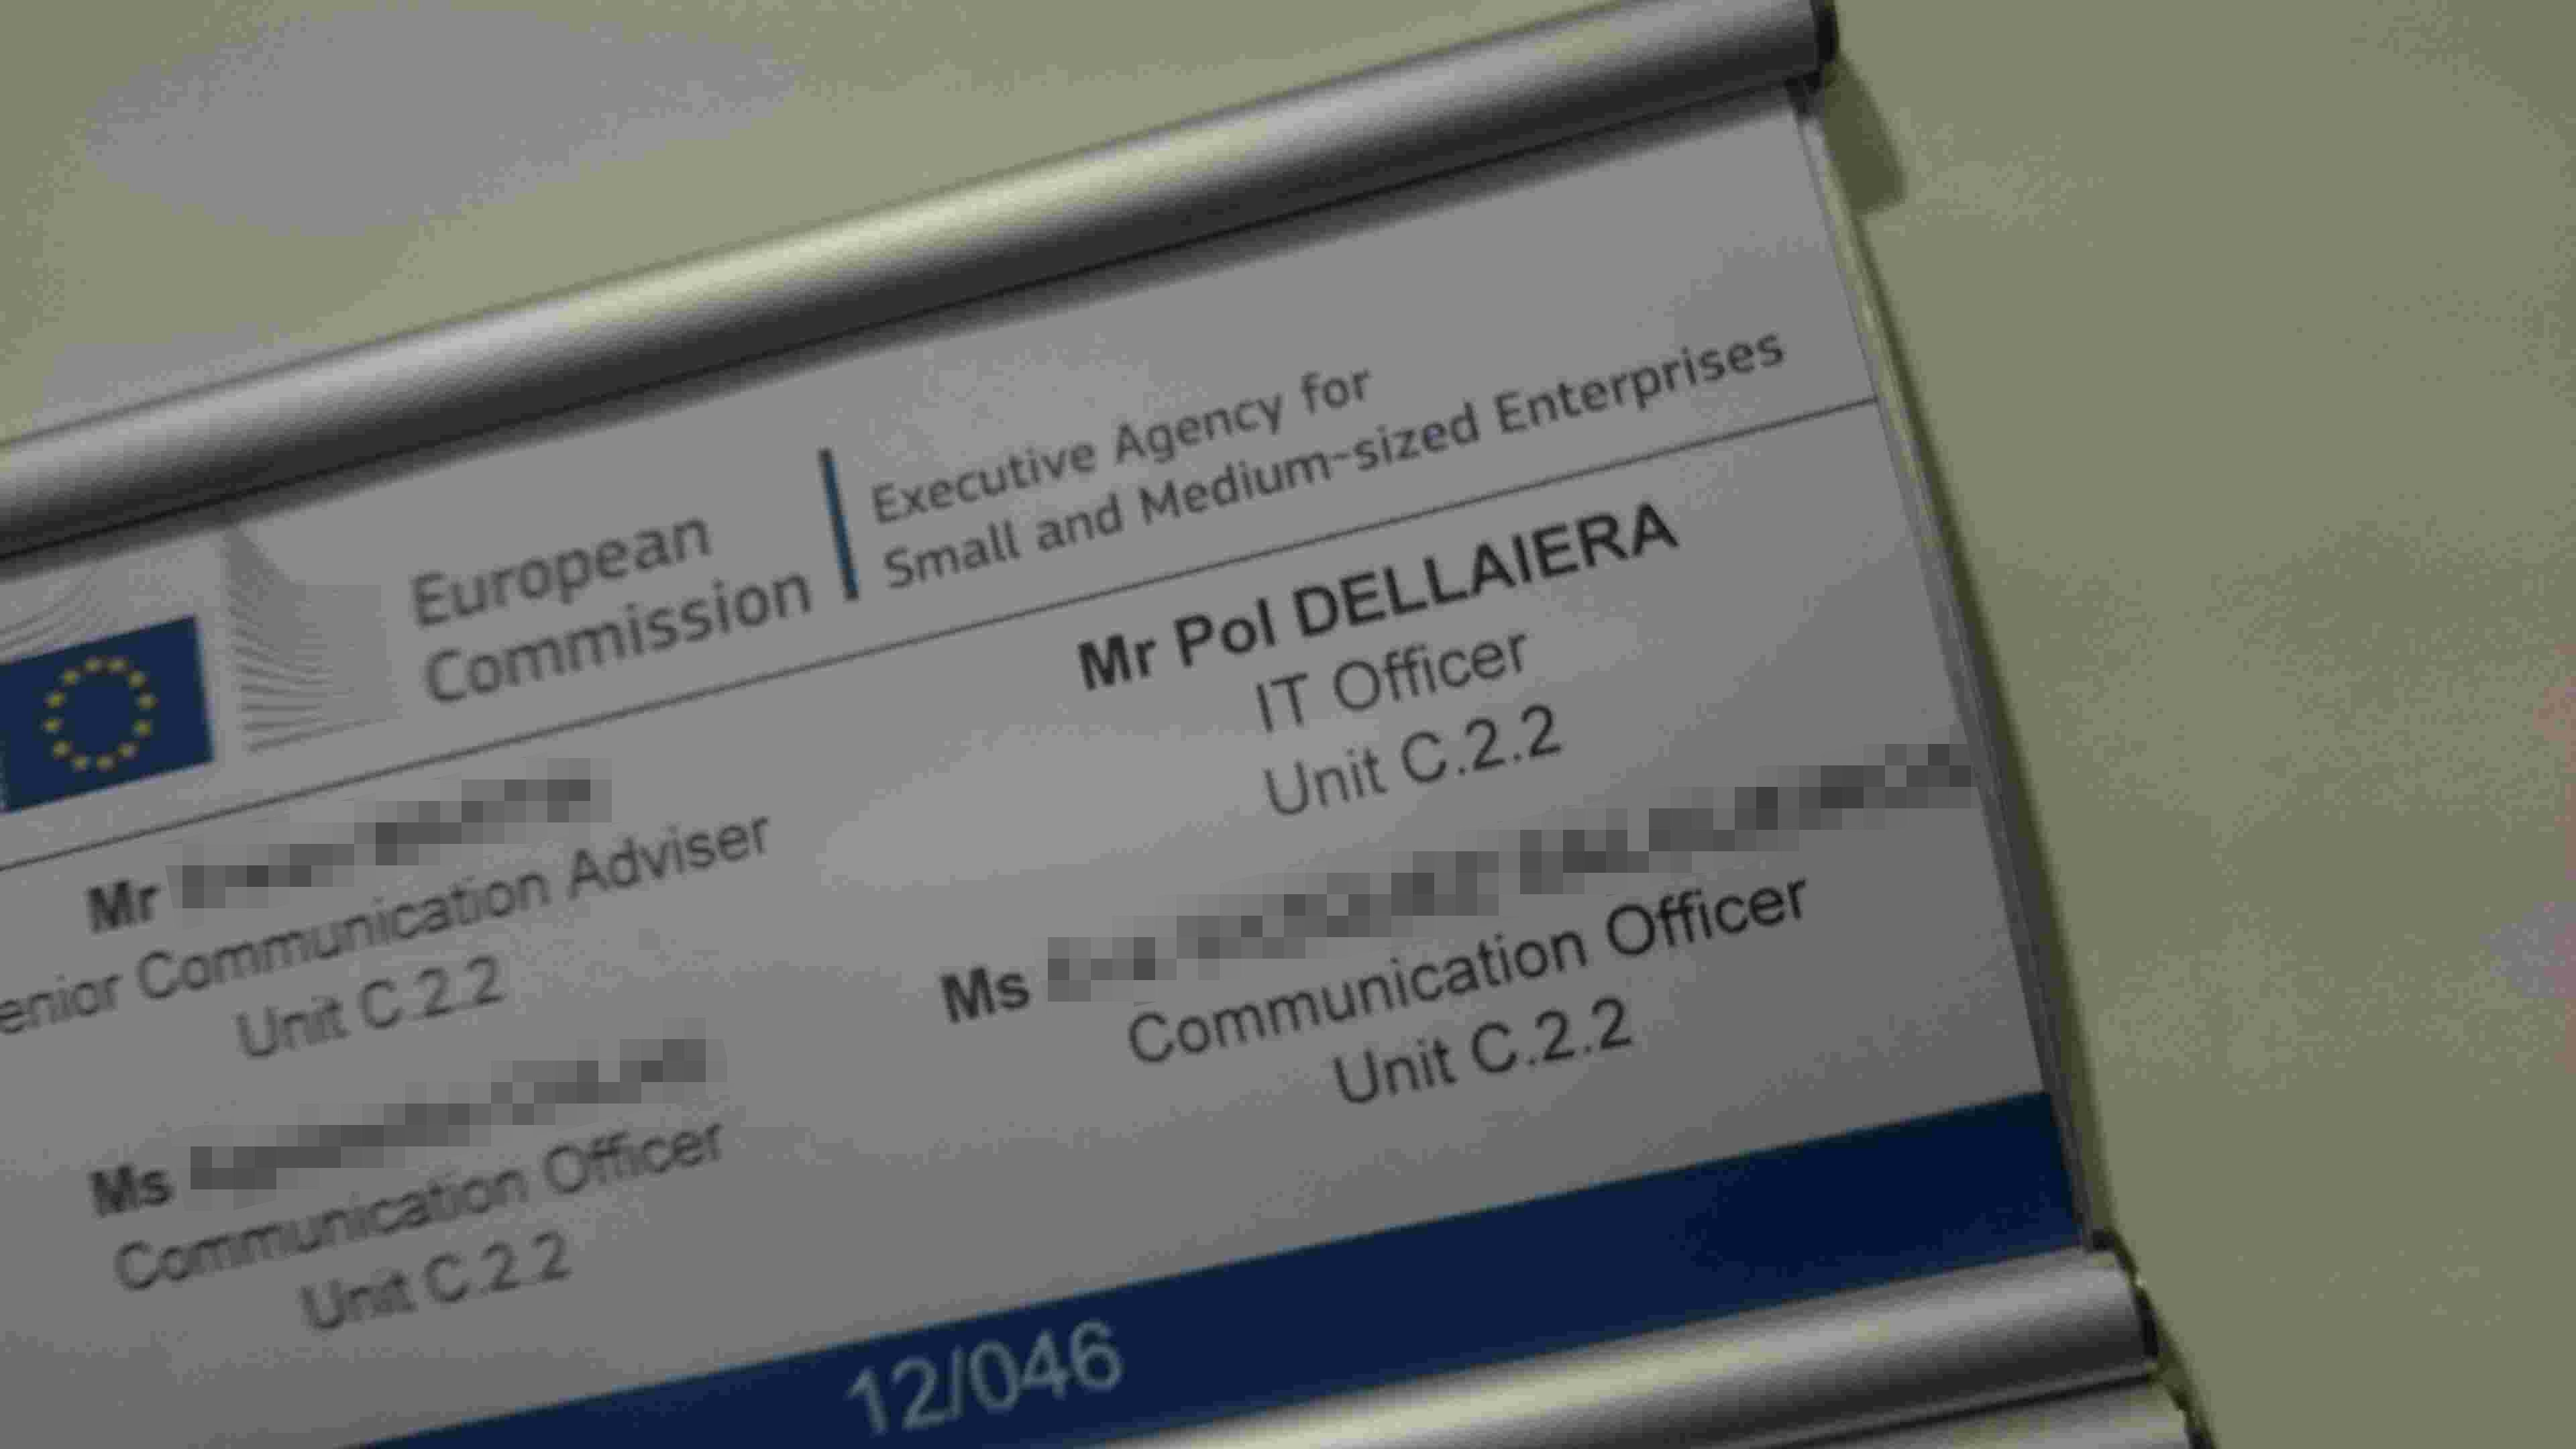 European
Commission
Executive Agency for
Small and Medium-sized Enterprises
Mr
enior Communication Adviser
Unit C.2.2
Mr Pol DELLAIERA
IT Officer
Unit C.2.2
Ms
Communication Officer
Unit C.2.2
Ms
Communication Officer
Unit C.2.2
12/046